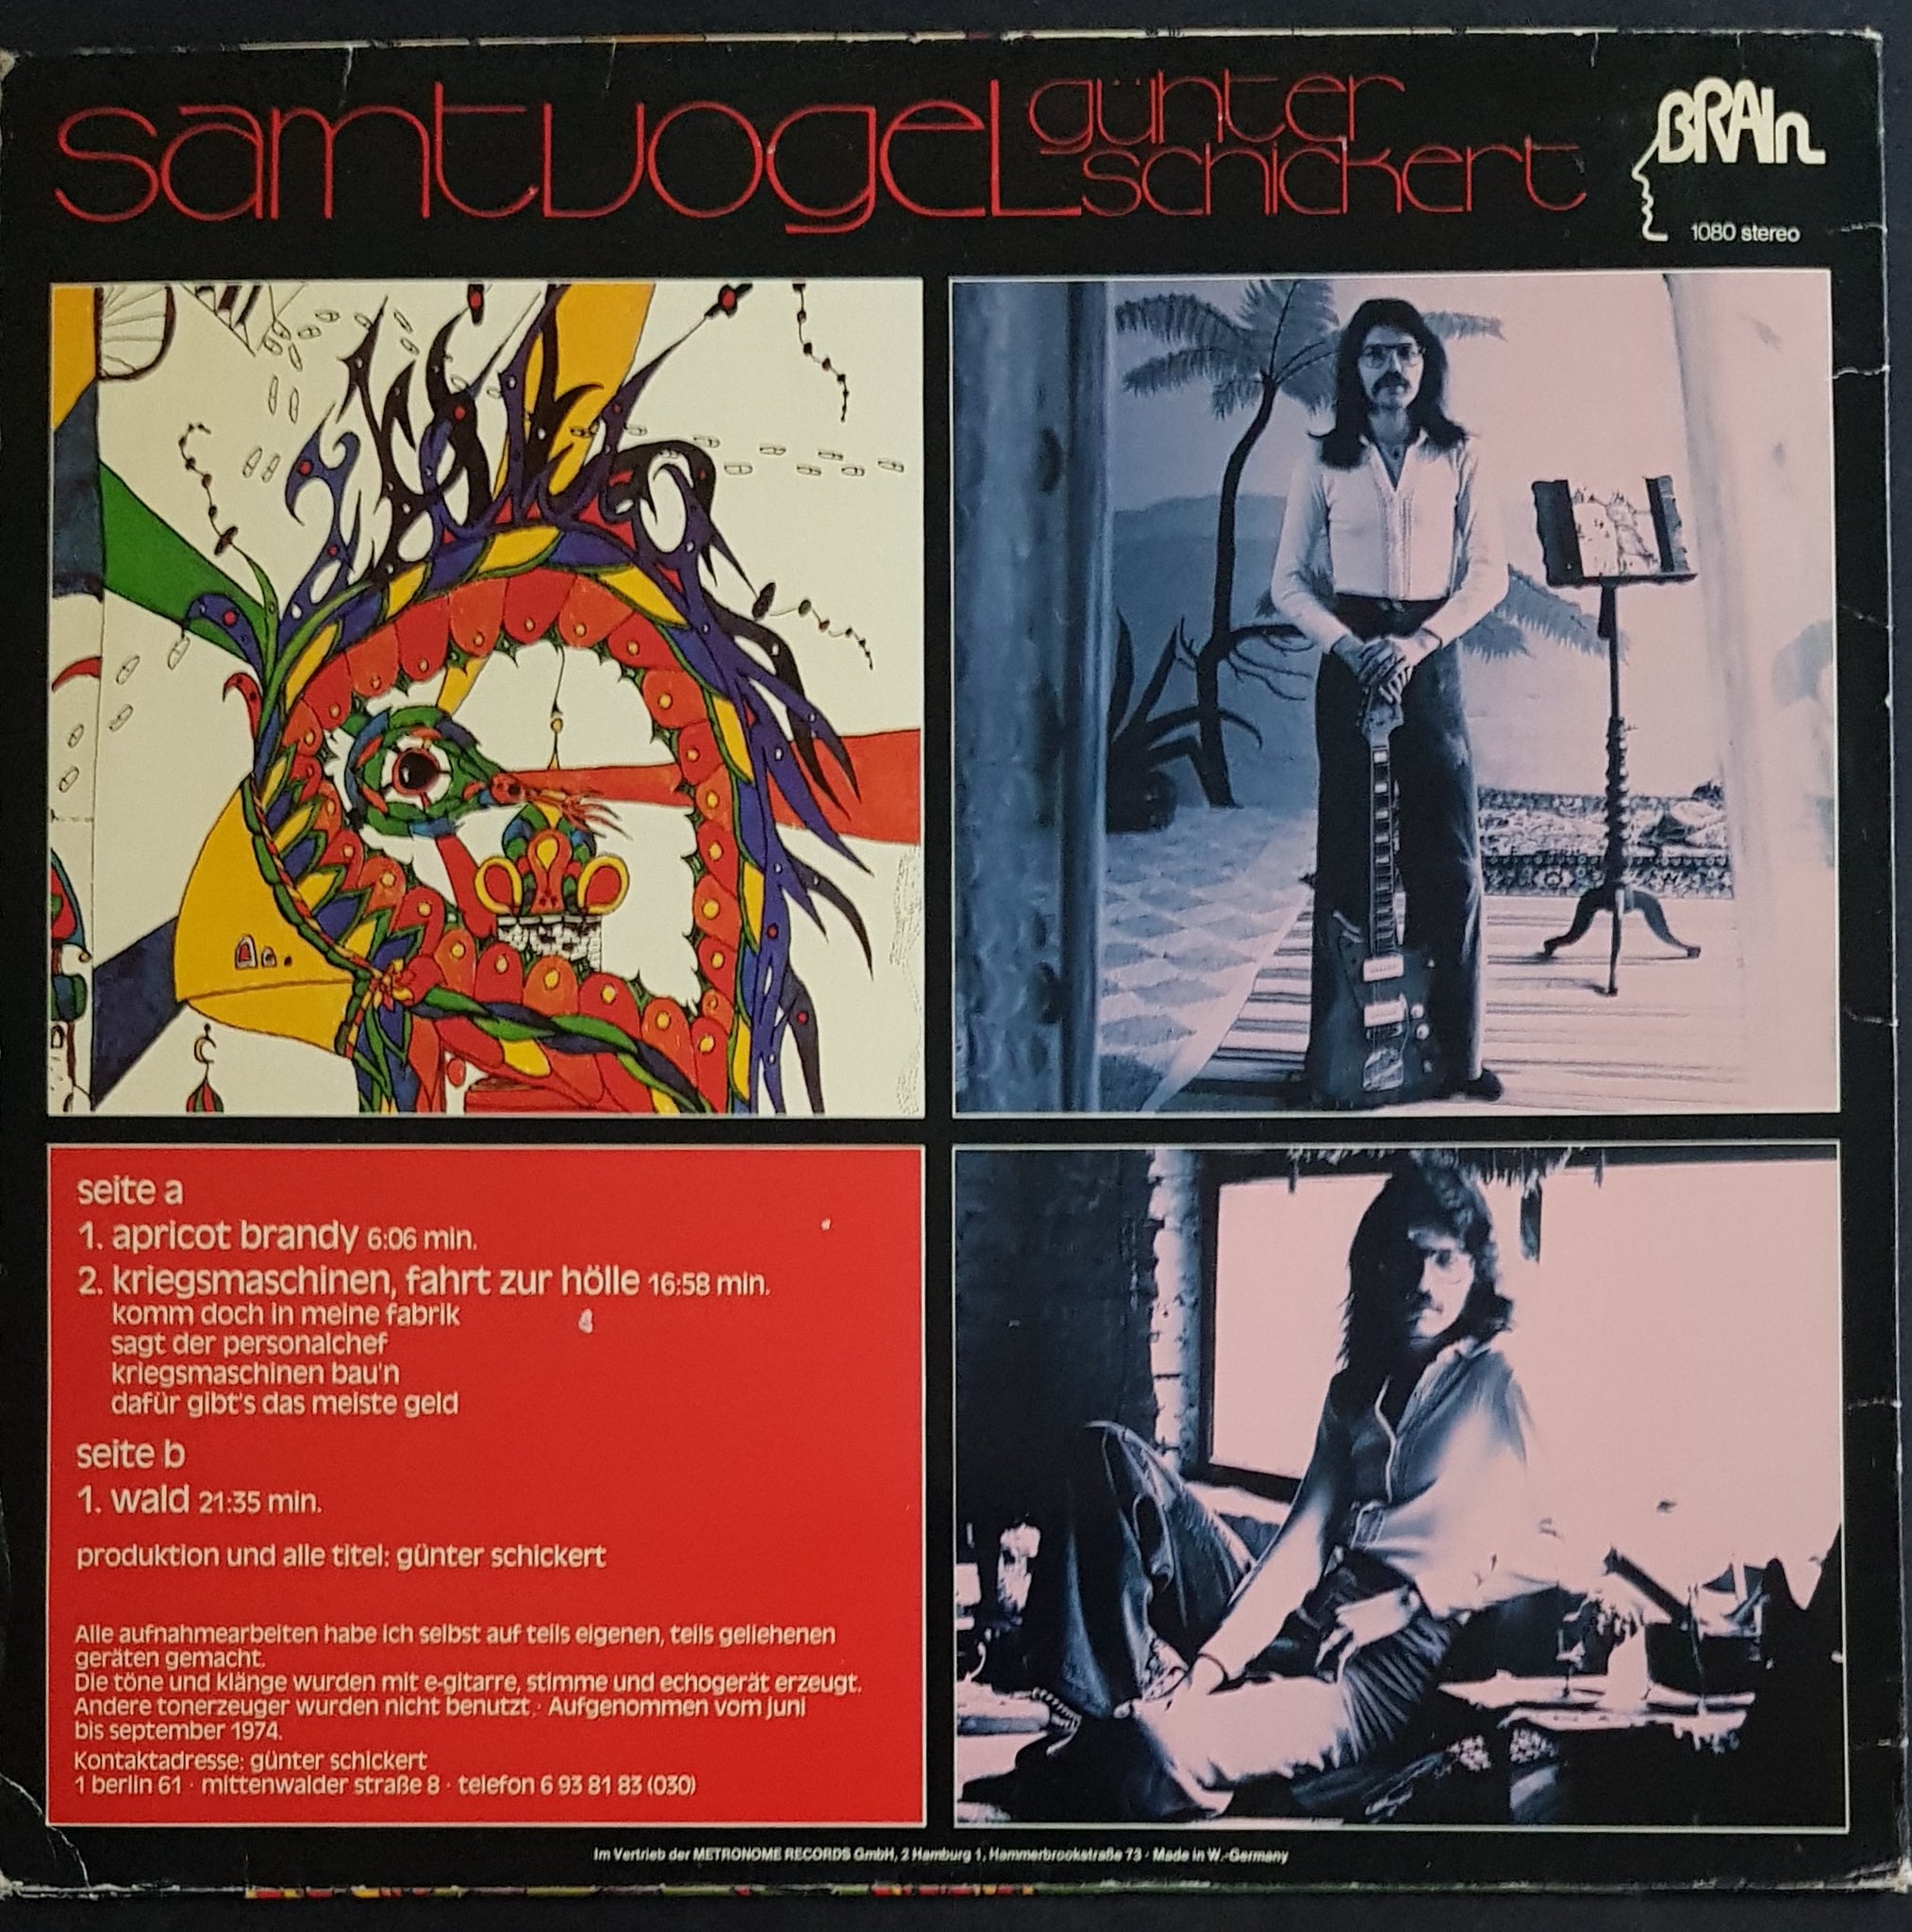 samtvogel günter schickert
BRAIn
1080 stereo
seite a
1. apricot brandy 6:06 min.
2. kriegsmaschinen, fahrt zur hölle 16:58 min.
komm doch in meine fabrik
sagt der personalchef
kriegsmaschinen bau'n
dafür gibt's das meiste geld
seite b
1. wald 21:35 min.
produktion und alle titel: günter schickert
Alle aufnahmearbeiten habe ich selbst auf teils eigenen, teils geliehenen
geräten gemacht.
Die töne und klänge wurden mit e-gitarre, stimme und echogerät erzeugt.
Andere tonerzeuger wurden nicht benutzt · Aufgenommen vom juni
bis september 1974.
Kontaktadresse: günter schickert
1 berlin 61 · mittenwalder straße 8 · telefon 6 93 81 83 (030)
Im Vertrieb der METRONOME RECORDS GmbH, 2 Hamburg 1, Hammerbrookstraße 73 · Made in W.-Germany